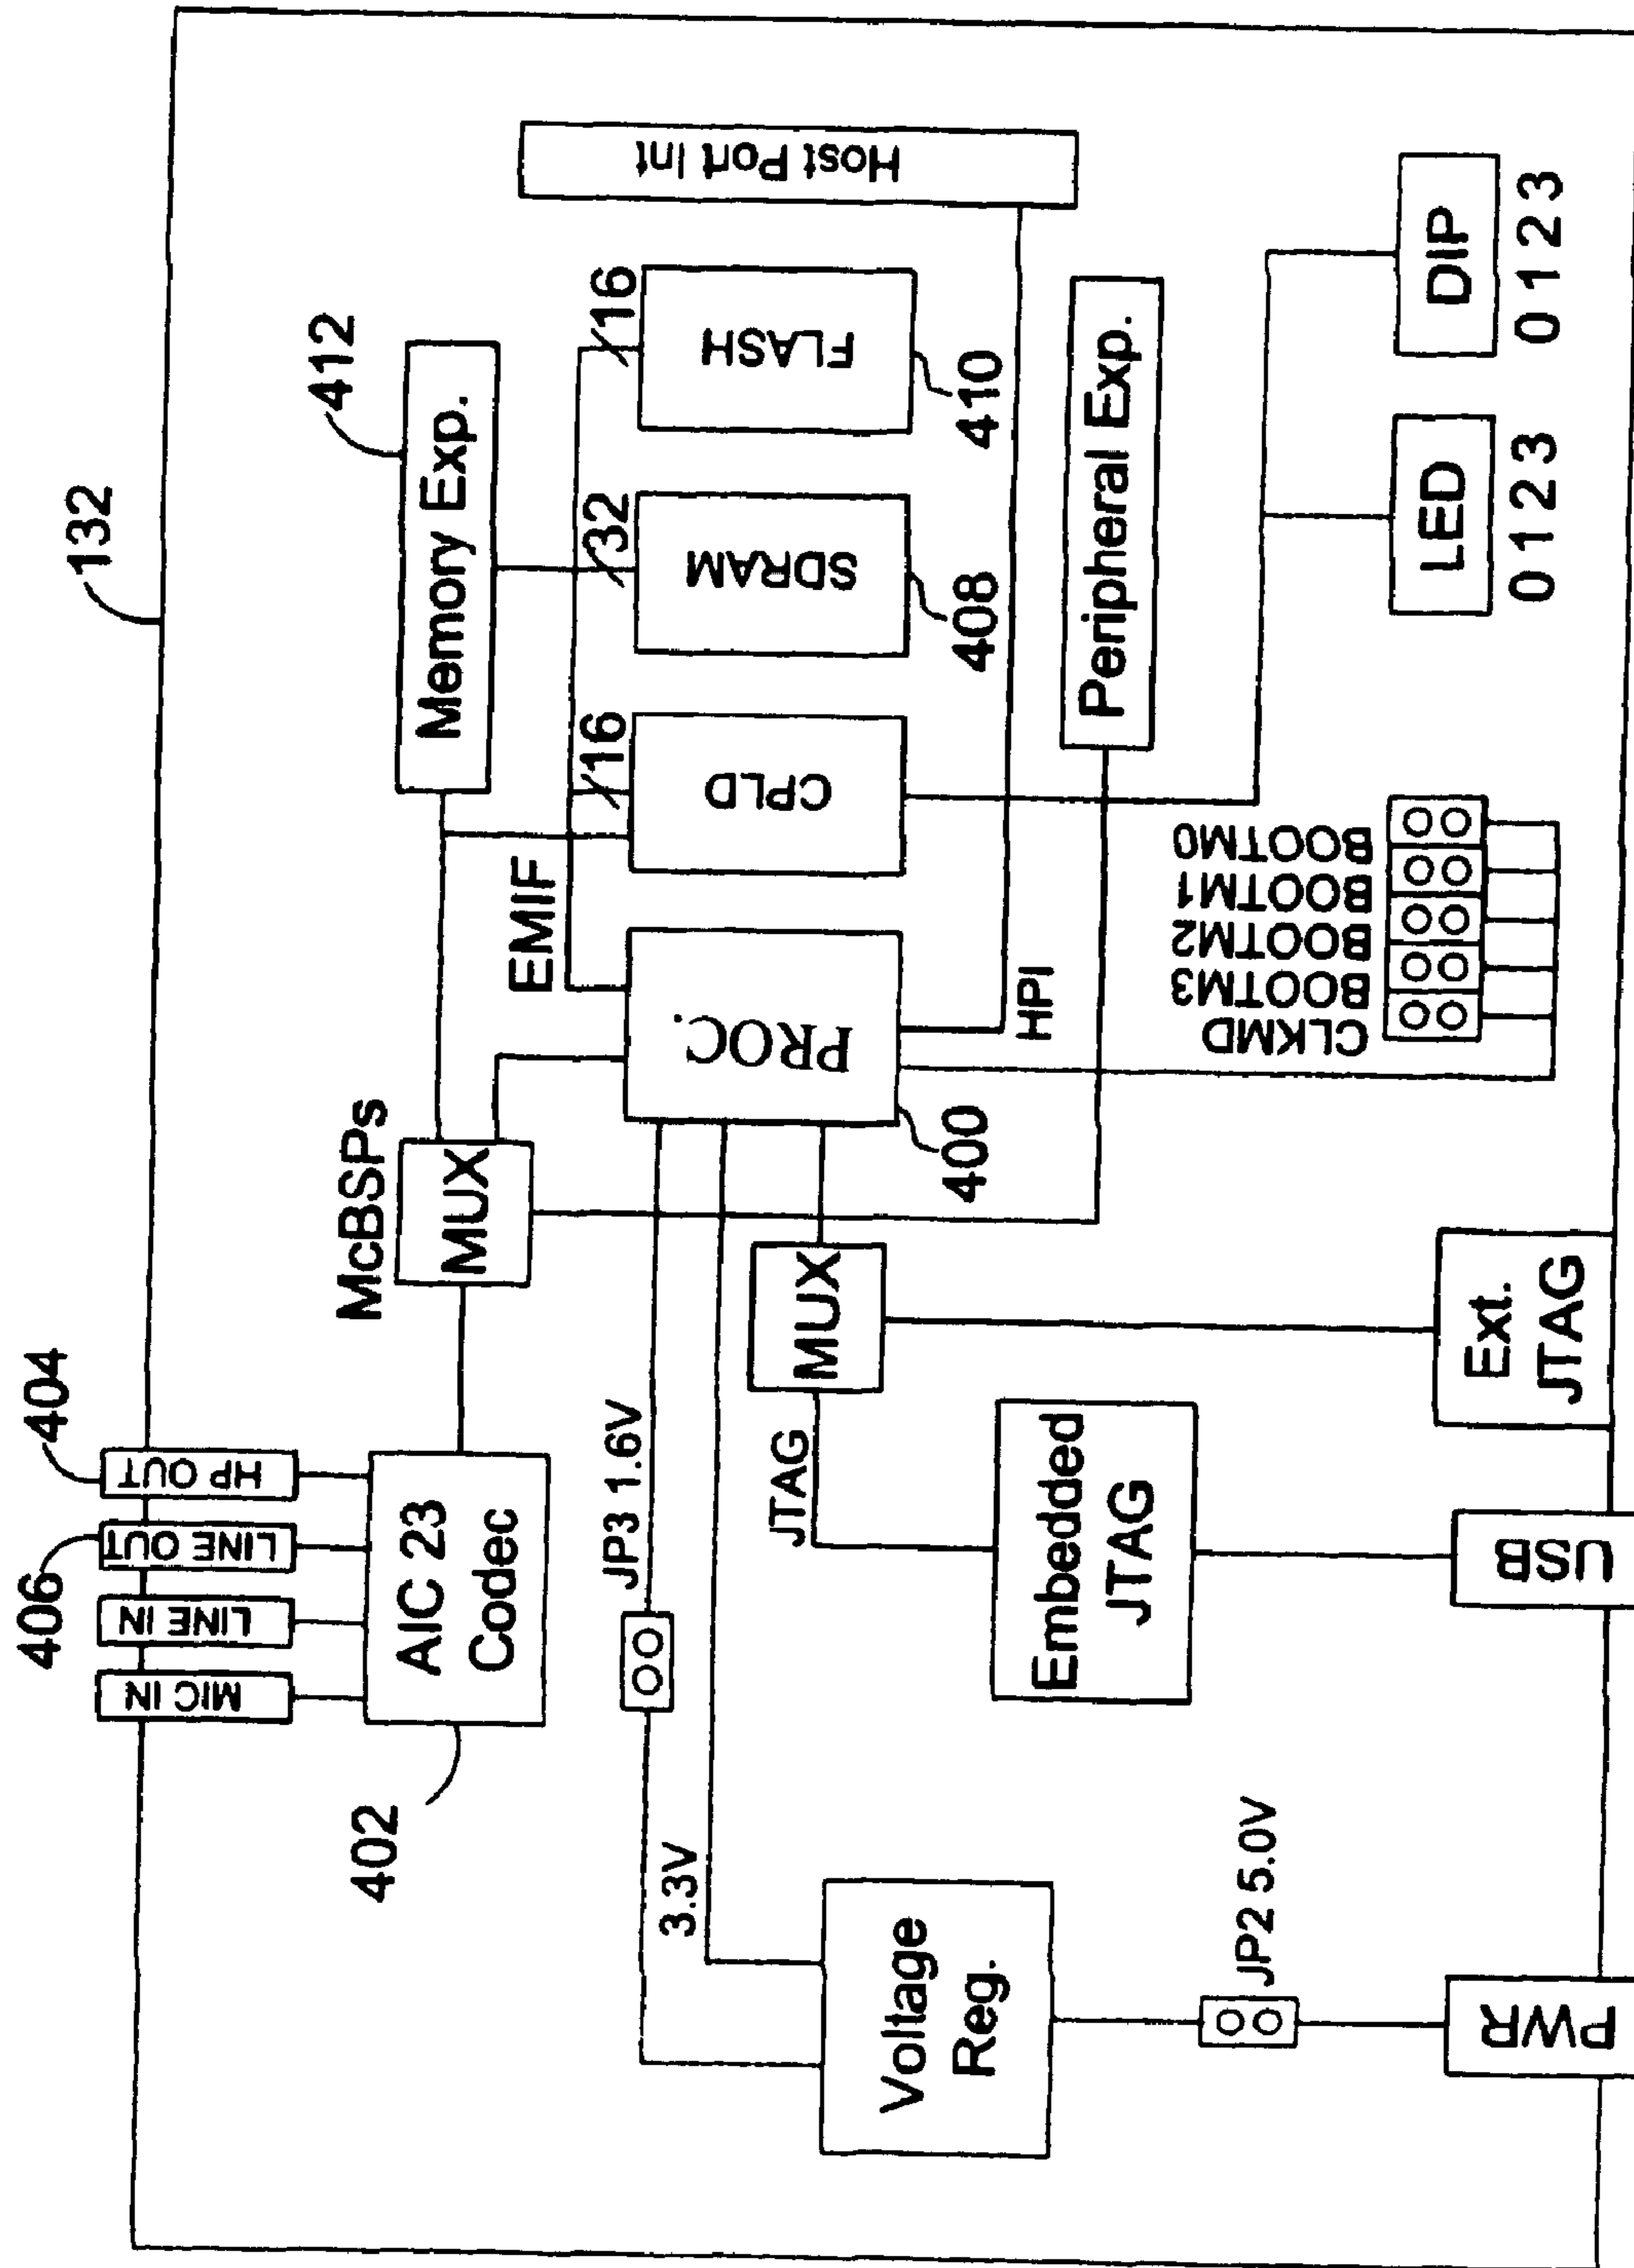 132
406
404
MIC IN
LINE IN
LINE OUT
HP OUT
402
AIC 23
Codec
McBSPs
MUX
412
Memory Exp.
EMIF
16
32
16
JP3 1.6V
3.3V
PROC.
400
CPLD
SDRAM
408
FLASH
410
Host Port Int
HPI
MUX
JTAG
Embedded
JTAG
Ext.
JTAG
Peripheral Exp.
Voltage
Reg.
JP2 5.0V
PWR
USB
CLKMD
BOOTM3
BOOTM2
BOOTM1
BOOTM0
LED
0 1 2 3
DIP
0 1 2 3